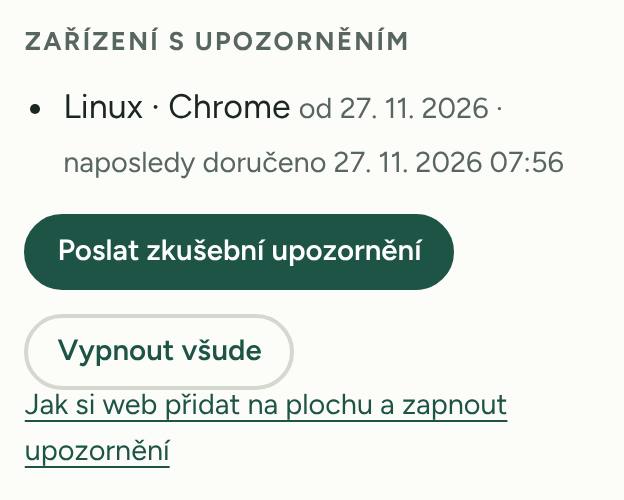 ZAŘÍZENÍ S UPOZORNĚNÍM
• Linux · Chrome od 27. 11. 2026 ·
naposledy doručeno 27. 11. 2026 07:56
Poslat zkušební upozornění
Vypnout všude
Jak si web přidat na plochu a zapnout
upozornění